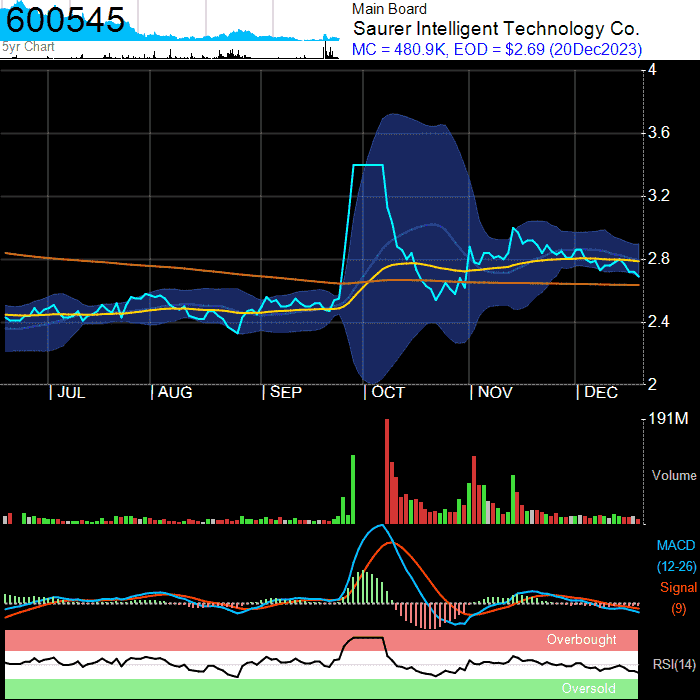 600545
5yr Chart
Main Board
Saurer Intelligent Technology Co.
MC = 480.9K, EOD = $2.69 (20Dec2023)
4
3.6
3.2
2.8
2.4
2
| JUL | AUG | SEP | OCT | NOV | DEC
191M
Volume
MACD
(12-26)
Signal
(9)
Overbought
RSI(14)
Oversold